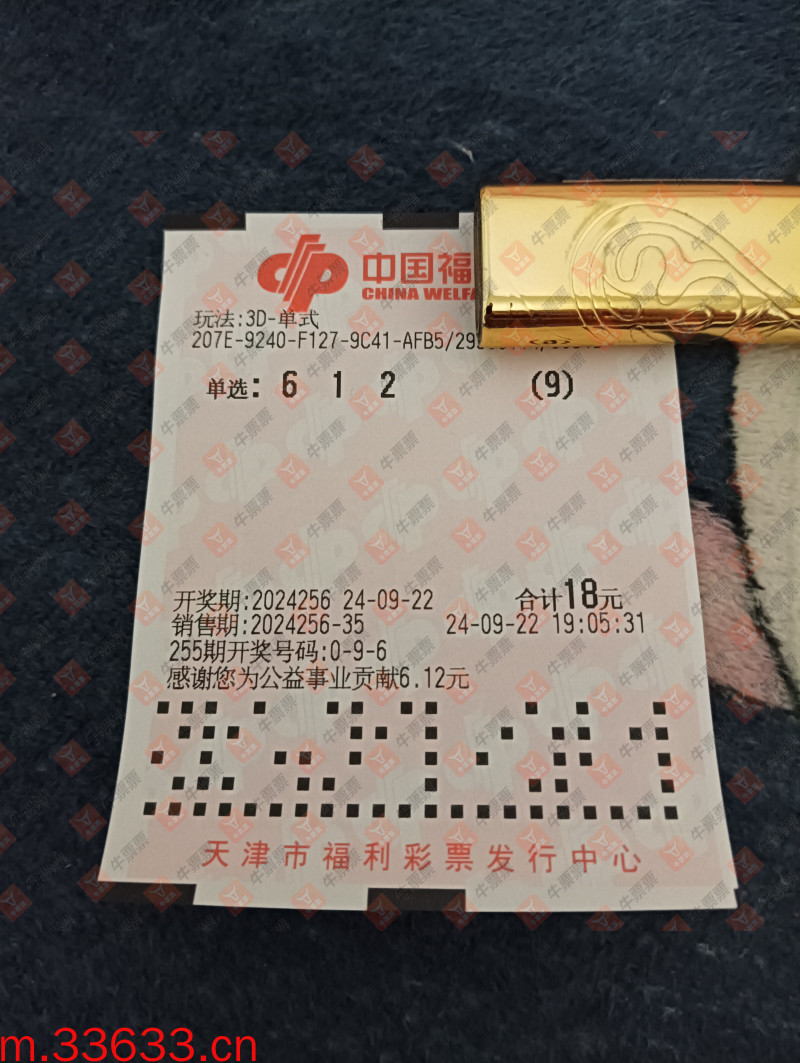 中国福
CHINA WELFA
玩法:3D-单式
207E-9240-F127-9C41-AFB5/29
单选: 6 1 2 (9)
开奖期:2024256 24-09-22 合计18元
销售期:2024256-35 24-09-22 19:05:31
255期开奖号码:0-9-6
感谢您为公益事业贡献6.12元
天津市福利彩票发行中心
牛票票
m.33633.cn